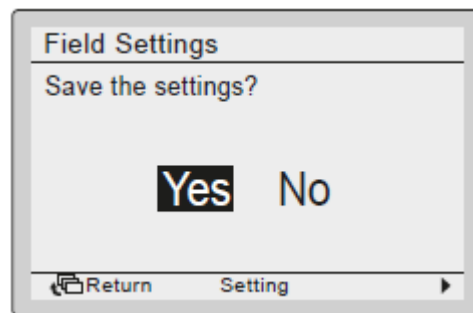 Field Settings
Save the settings?
Yes No
Return Setting